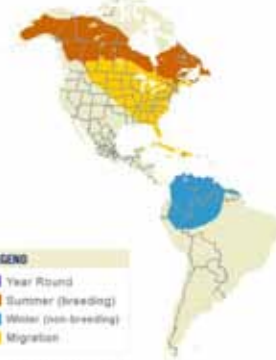 GEND
Year Round
Summer (breeding)
Winter (non-breeding)
Migration